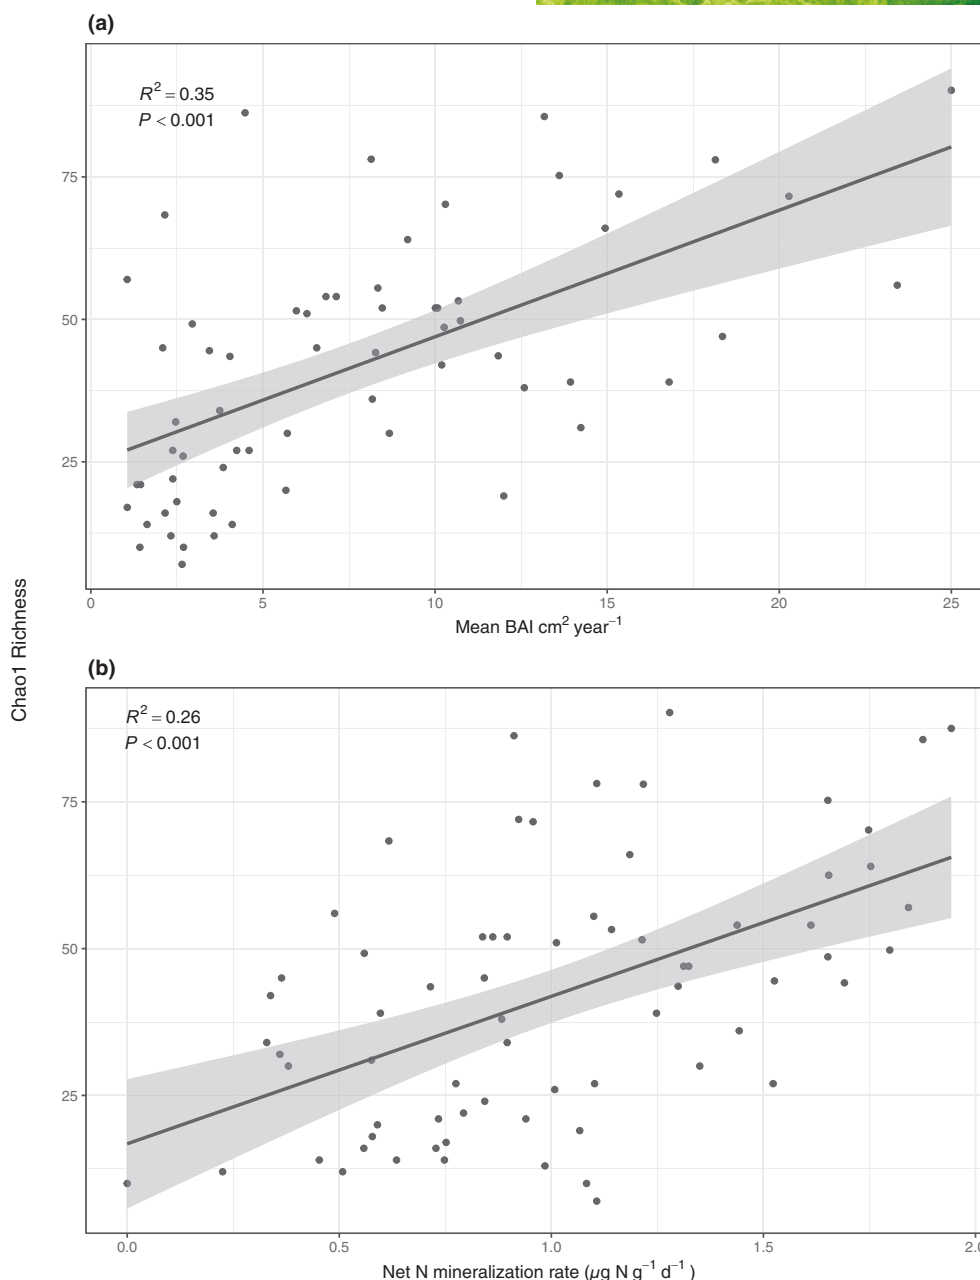 (a)
R² = 0.35
P < 0.001
75
50
25
0 5 10 15 20 25
Mean BAI cm² year⁻¹
Chao1 Richness
(b)
R² = 0.26
P < 0.001
75
50
25
0.0 0.5 1.0 1.5 2.0
Net N mineralization rate (µg N g⁻¹ d⁻¹ )